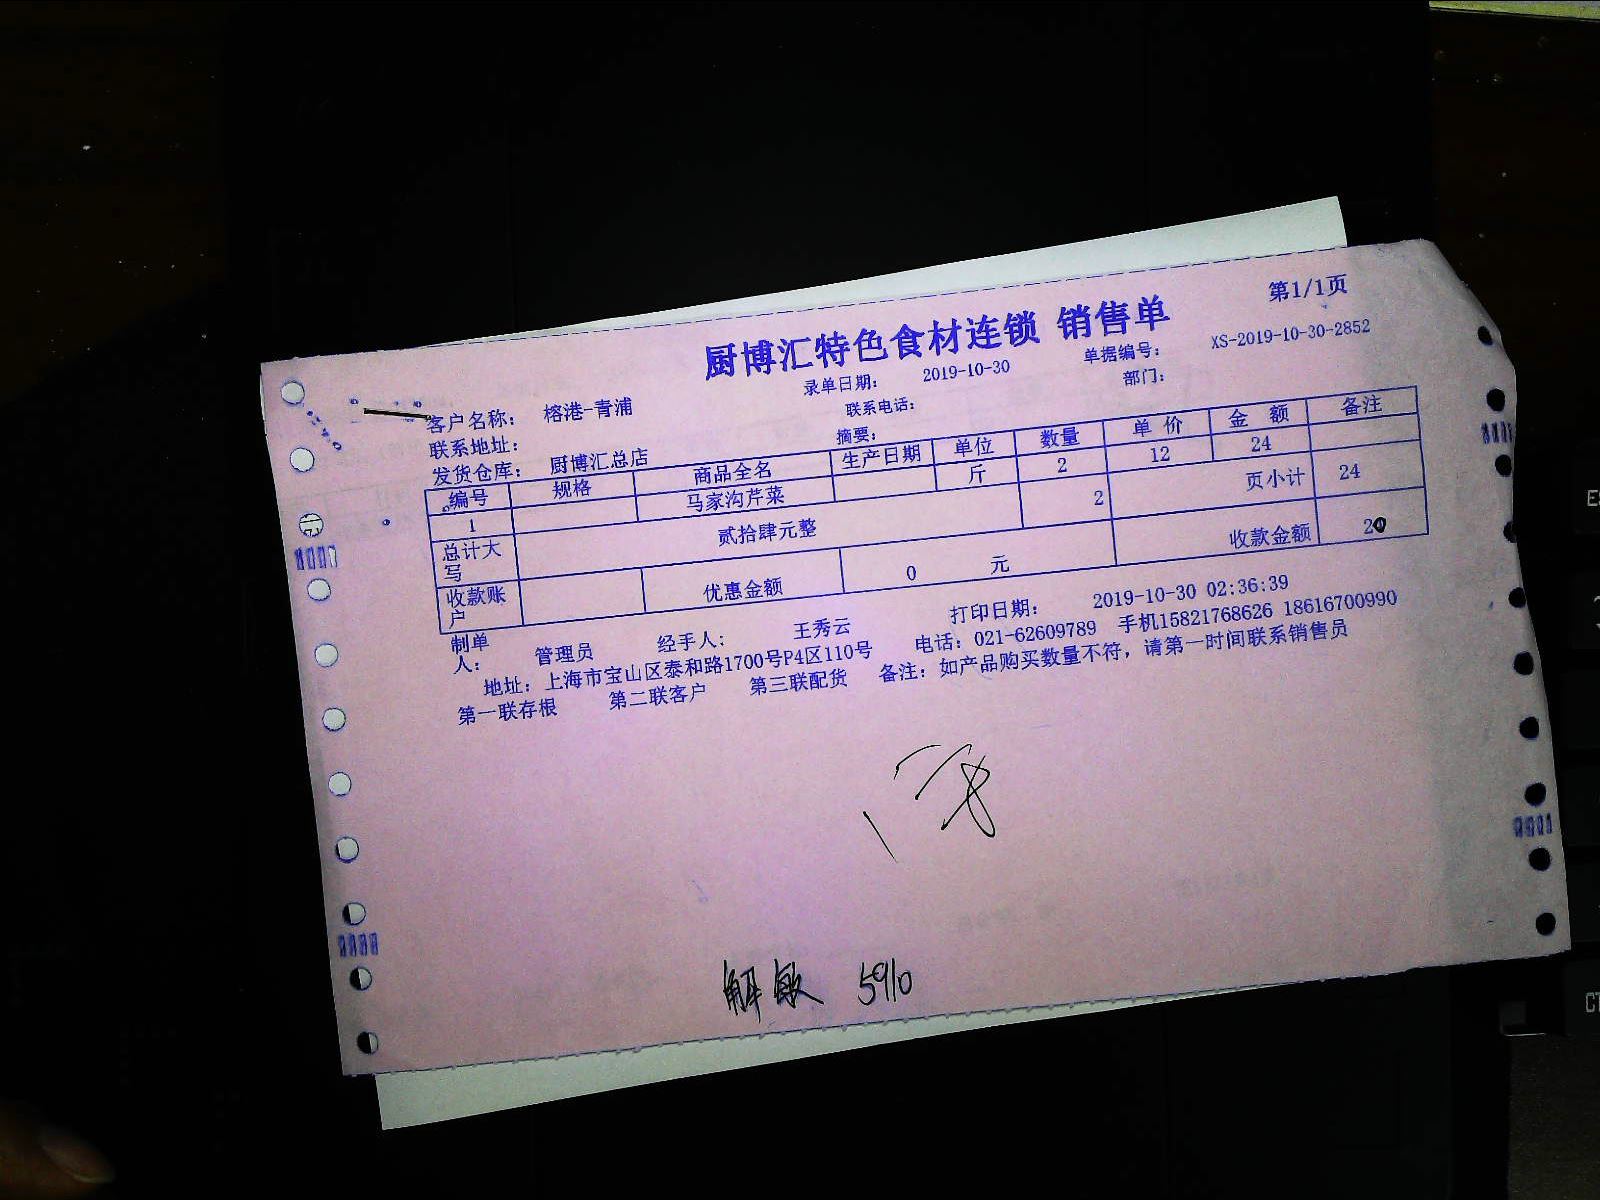 第1/1页
厨博汇特色食材连锁 销售单
录单日期： 2019-10-30 单据编号： XS-2019-10-30-2852
客户名称： 榕港-青浦 联系电话： 部门：
联系地址： 摘要：
发货仓库： 厨博汇总店
编号 规格 商品全名 生产日期 单位 数量 单 价 金 额 备注
1 马家沟芹菜 斤 2 12 24
总计大写 贰拾肆元整 2 页小计 24
收款账户 优惠金额 0 元 收款金额 20
制单人： 管理员 经手人： 王秀云 打印日期： 2019-10-30 02:36:39
地址：上海市宝山区泰和路1700号P4区110号 电话：021-62609789 手机15821768626 18616700990
第一联存根 第二联客户 第三联配货 备注：如产品购买数量不符，请第一时间联系销售员
解敏 5910